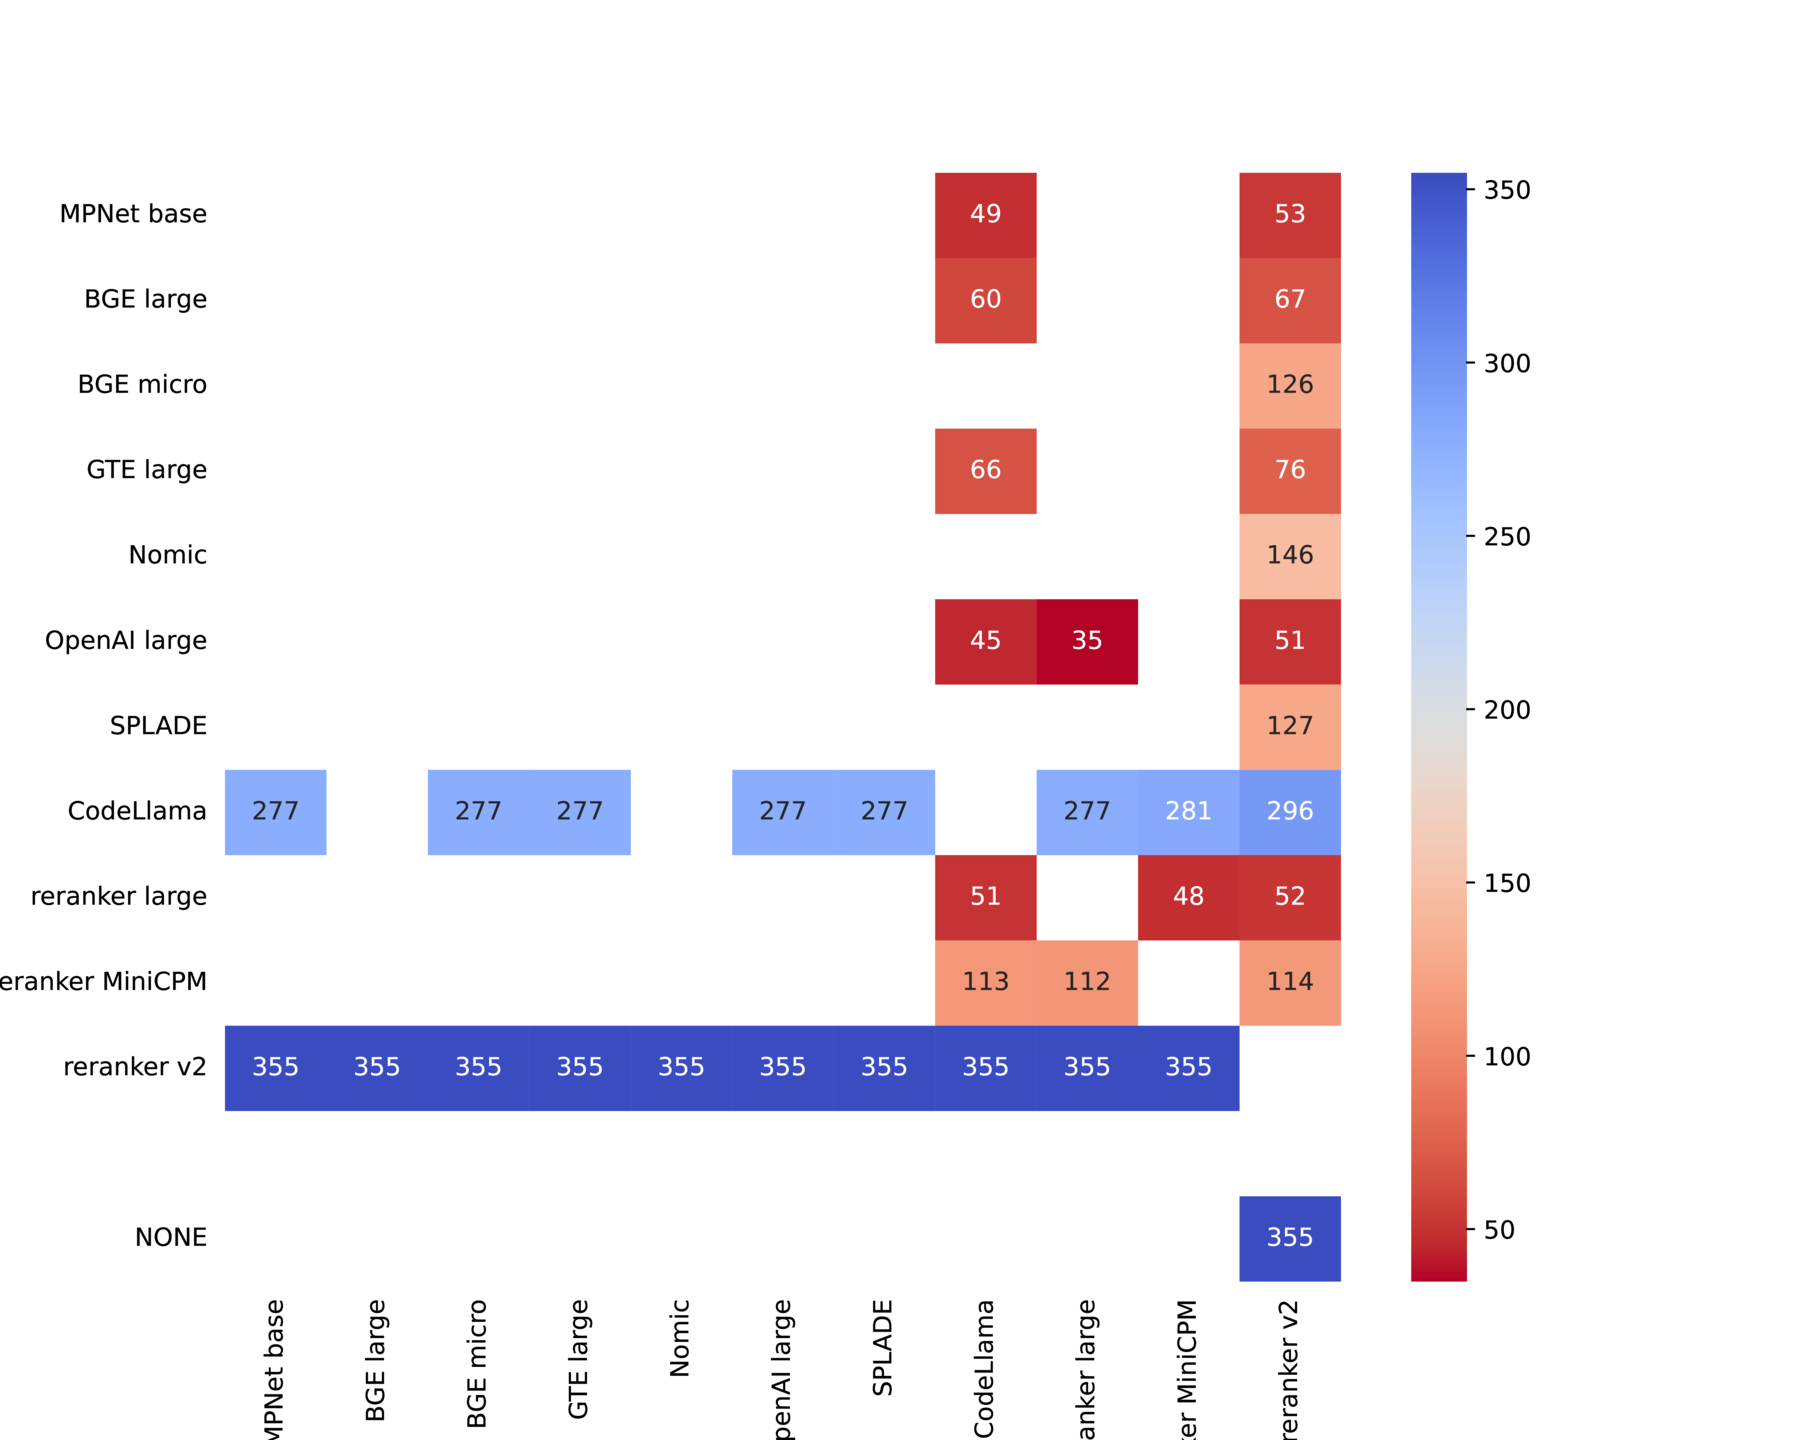 MPNet base 49 53 350
BGE large 60 67
300
BGE micro 126
GTE large 66 76
250
Nomic 146
OpenAI large 45 35 51
200
SPLADE 127
CodeLlama 277 277 277 277 277 277 281 296
150
reranker large 51 48 52
eranker MiniCPM 113 112 114
100
reranker v2 355 355 355 355 355 355 355 355 355 355
50
NONE 355
MPNet base
BGE large
BGE micro
GTE large
Nomic
penAI large
SPLADE
CodeLlama
anker large
er MiniCPM
reranker v2